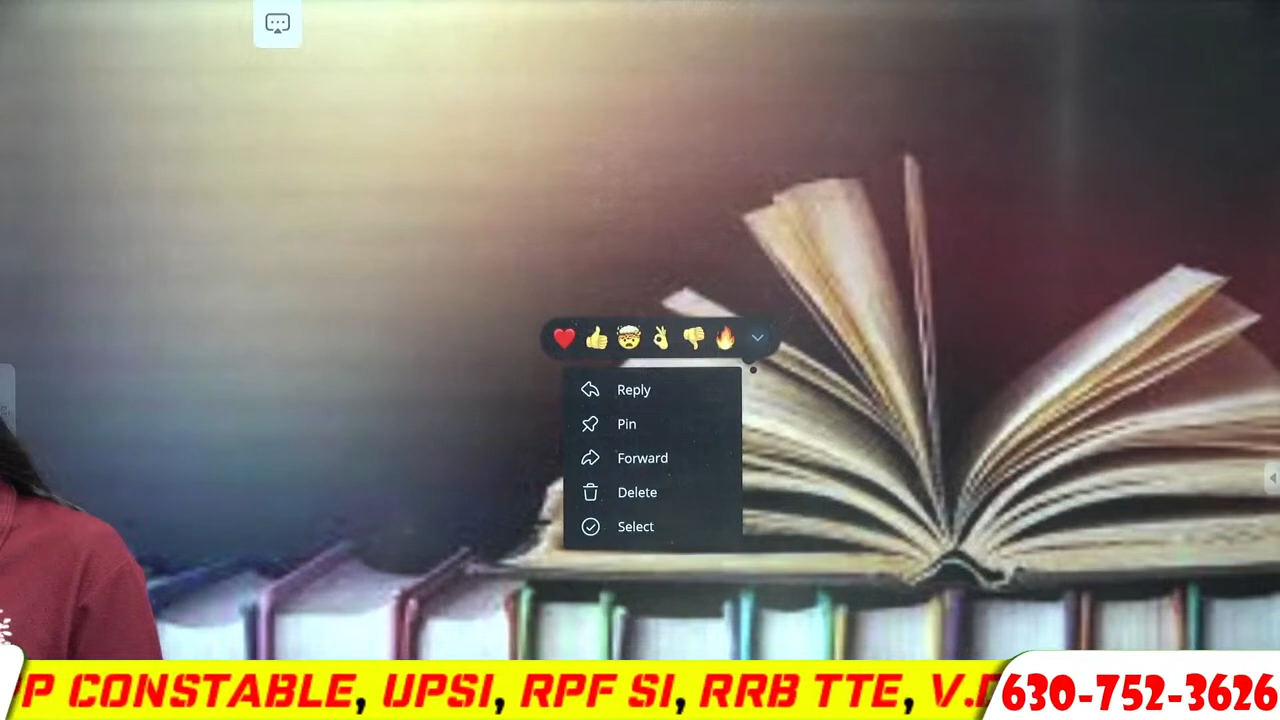 Reply
Pin
Forward
Delete
Select
P CONSTABLE, UPSI, RPF SI, RRB TTE, V.
630-752-3626